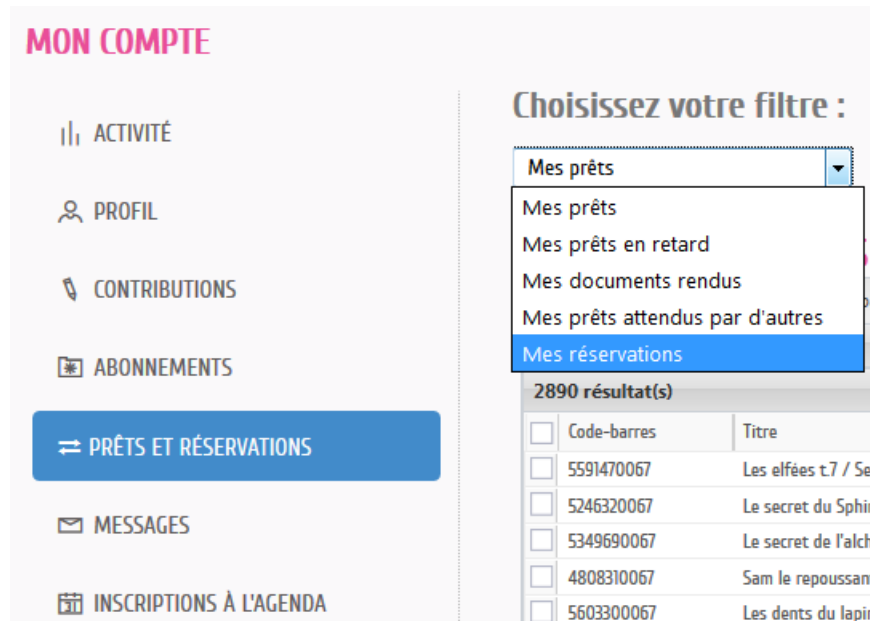 MON COMPTE
ACTIVITÉ
PROFIL
CONTRIBUTIONS
ABONNEMENTS
PRÊTS ET RÉSERVATIONS
MESSAGES
INSCRIPTIONS À L'AGENDA
Choisissez votre filtre :
Mes prêts
Mes prêts
Mes prêts en retard
Mes documents rendus
Mes prêts attendus par d'autres
Mes réservations
2890 résultat(s)
Code-barres Titre
5591470067 Les elfées t.7 / Se
5246320067 Le secret du Sphi
5349690067 Le secret de l'alch
4808310067 Sam le repoussan
5603300067 Les dents du lapi